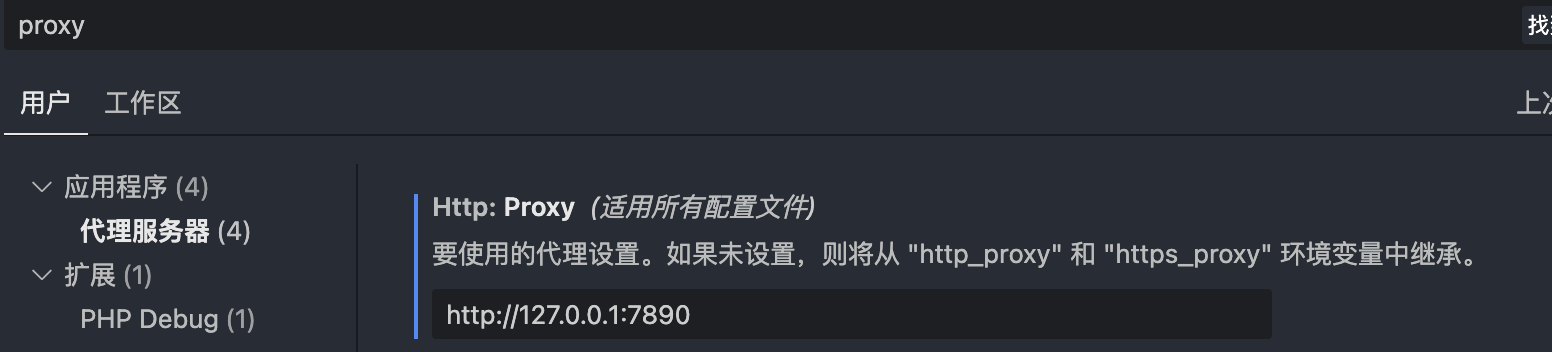 proxy
找
用户 工作区
上次
应用程序 (4)
代理服务器 (4)
扩展 (1)
PHP Debug (1)
Http: Proxy (适用所有配置文件)
要使用的代理设置。如果未设置，则将从 "http_proxy" 和 "https_proxy" 环境变量中继承。
http://127.0.0.1:7890